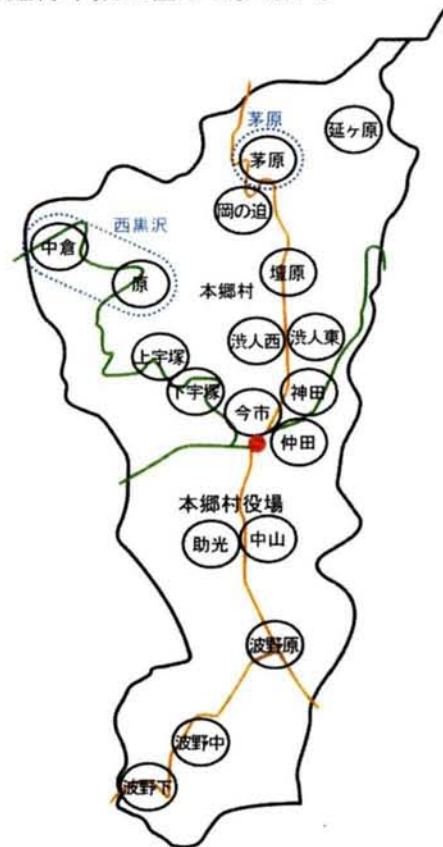 茅原
延ヶ原
茅原
岡の迫
西黒沢
中倉
原
本郷村
壇原
渋人西
渋人東
上宇塚
下宇塚
神田
今市
仲田
本郷村役場
助光
中山
波野原
波野中
波野下